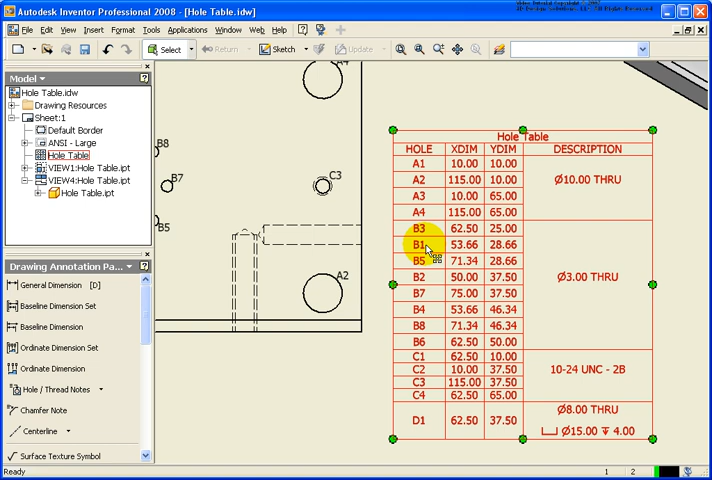 Autodesk Inventor Professional 2008 - [Hole Table.idw]
File Edit View Insert Format Tools Applications Window Web Help
Select Return Sketch Update
Model
Hole Table.idw
Drawing Resources
Sheet:1
Default Border
ANSI - Large
Hole Table
VIEW1:Hole Table.ipt
VIEW4:Hole Table.ipt
Hole Table.ipt
Drawing Annotation Pa...
General Dimension [D]
Baseline Dimension Set
Baseline Dimension
Ordinate Dimension Set
Ordinate Dimension
Hole / Thread Notes
Chamfer Note
Centerline
Surface Texture Symbol
A4
B8
B7
C3
B5
A2
Hole Table
HOLE XDIM YDIM DESCRIPTION
A1 10.00 10.00
A2 115.00 10.00 Ø10.00 THRU
A3 10.00 65.00
A4 115.00 65.00
B3 62.50 25.00
B1 53.66 28.66
B5 71.34 28.66
B2 50.00 37.50 Ø3.00 THRU
B7 75.00 37.50
B4 53.66 46.34
B8 71.34 46.34
B6 62.50 50.00
C1 62.50 10.00
C2 10.00 37.50 10-24 UNC - 2B
C3 115.00 37.50
C4 62.50 65.00
D1 62.50 37.50 Ø8.00 THRU
⌴ Ø15.00 ↧ 4.00
Ready 1 2